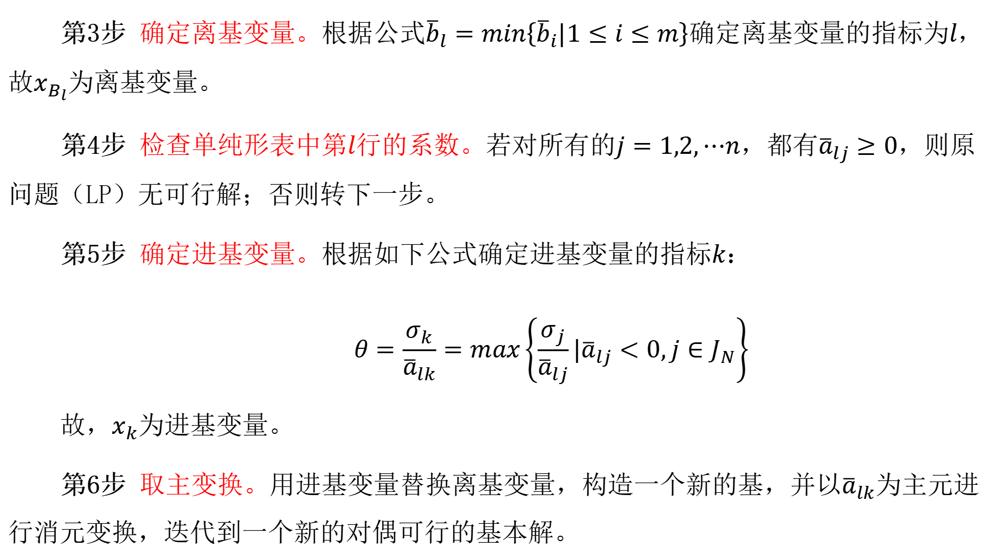 第3步 确定离基变量。根据公式b̄_l = min{b̄_i|1 ≤ i ≤ m}确定离基变量的指标为l，
故x_{B_l}为离基变量。
第4步 检查单纯形表中第l行的系数。若对所有的j = 1,2,⋯n，都有ā_{lj} ≥ 0，则原
问题（LP）无可行解；否则转下一步。
第5步 确定进基变量。根据如下公式确定进基变量的指标k：
θ = σ_k/ā_{lk} = max{σ_j/ā_{lj} |ā_{lj} < 0, j ∈ J_N}
故，x_k为进基变量。
第6步 取主变换。用进基变量替换离基变量，构造一个新的基，并以ā_{lk}为主元进
行消元变换，迭代到一个新的对偶可行的基本解。